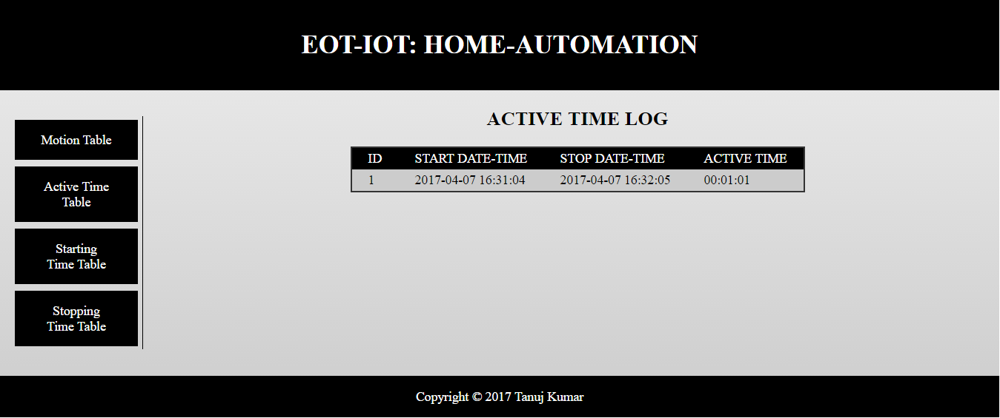 EOT-IOT: HOME-AUTOMATION
Motion Table
Active Time
Table
Starting
Time Table
Stopping
Time Table
ACTIVE TIME LOG
ID START DATE-TIME STOP DATE-TIME ACTIVE TIME
1 2017-04-07 16:31:04 2017-04-07 16:32:05 00:01:01
Copyright © 2017 Tanuj Kumar